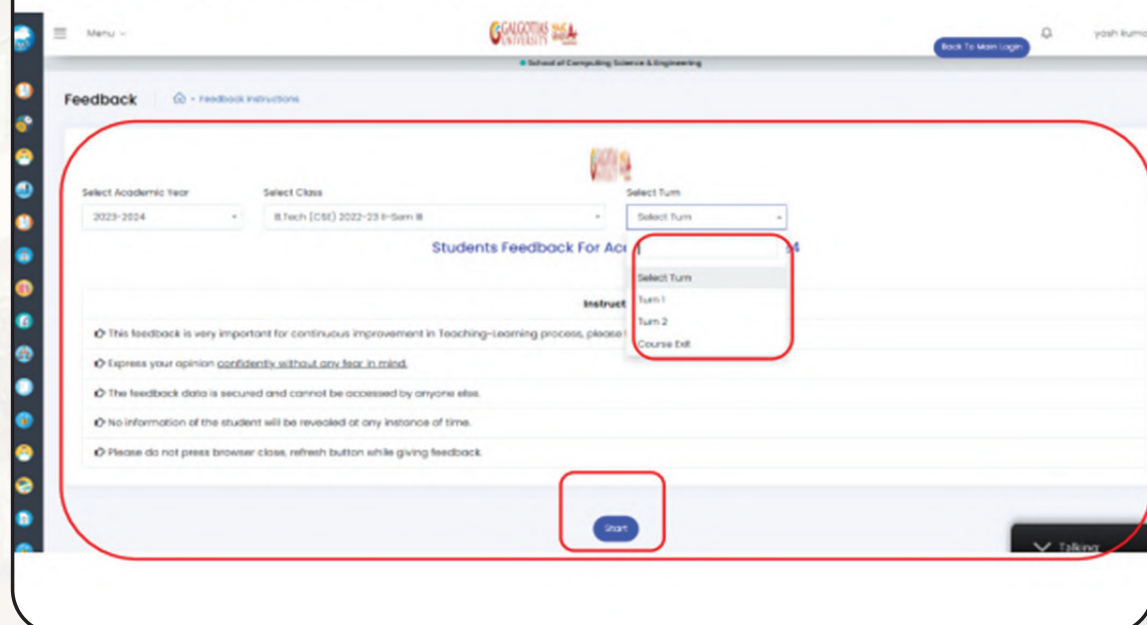 Menu
GALGOTIAS
UNIVERSITY
Back To Main Login
yash kuma
School of Computing Science & Engineering
Feedback
- Feedback Instructions
Select Academic Year Select Class Select Turn
2023-2024 B.Tech (CSE) 2022-23 II-Sem III Select Turn
Students Feedback For Ac
Select Turn
Instruct
Turn 1
This feedback is very important for continuous improvement in Teaching-Learning process, please
Turn 2
Course Exit
Express your opinion confidently without any fear in mind.
The feedback data is secured and cannot be accessed by anyone else.
No information of the student will be revealed at any instance of time.
Please do not press browser close, refresh button while giving feedback.
Start
Talking: